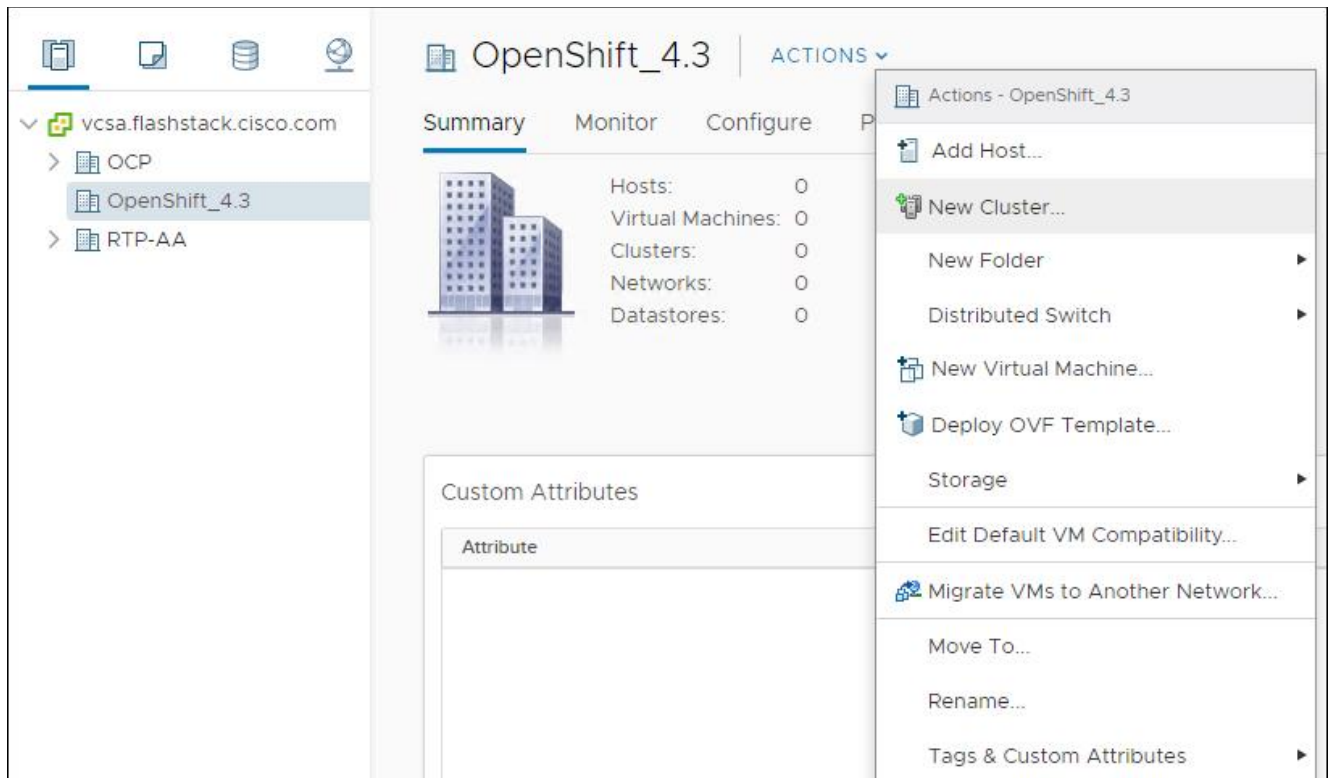 vcsa.flashstack.cisco.com
OCP
OpenShift_4.3
RTP-AA
OpenShift_4.3
ACTIONS
Summary Monitor Configure P
Hosts: 0
Virtual Machines: 0
Clusters: 0
Networks: 0
Datastores: 0
Custom Attributes
Attribute
Actions - OpenShift_4.3
Add Host...
New Cluster...
New Folder
Distributed Switch
New Virtual Machine...
Deploy OVF Template...
Storage
Edit Default VM Compatibility...
Migrate VMs to Another Network...
Move To...
Rename...
Tags & Custom Attributes